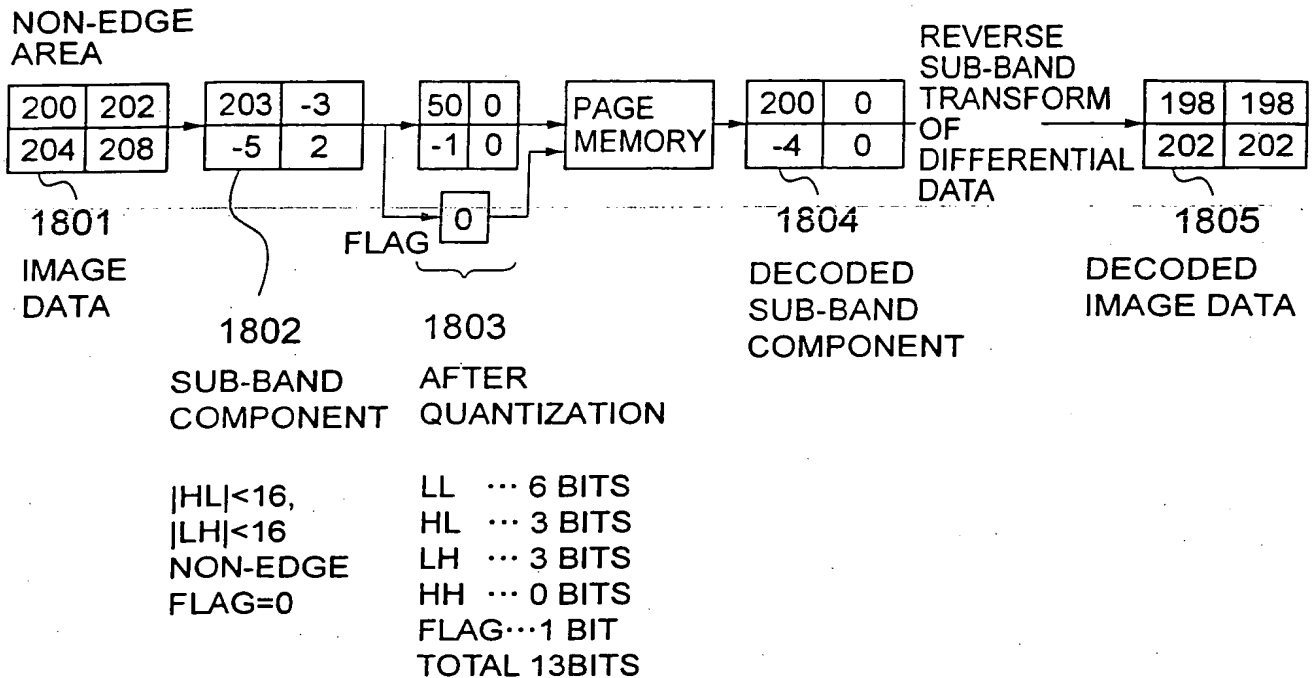 NON-EDGE
AREA
200 202
204 208
203 -3
-5 2
50 0
-1 0
FLAG 0
PAGE
MEMORY
200 0
-4 0
REVERSE
SUB-BAND
TRANSFORM
OF
DIFFERENTIAL
DATA
198 198
202 202
1801
IMAGE
DATA
1802
SUB-BAND
COMPONENT
|HL|<16,
|LH|<16
NON-EDGE
FLAG=0
1803
AFTER
QUANTIZATION
LL ··· 6 BITS
HL ··· 3 BITS
LH ··· 3 BITS
HH ··· 0 BITS
FLAG···1 BIT
TOTAL 13BITS
1804
DECODED
SUB-BAND
COMPONENT
1805
DECODED
IMAGE DATA